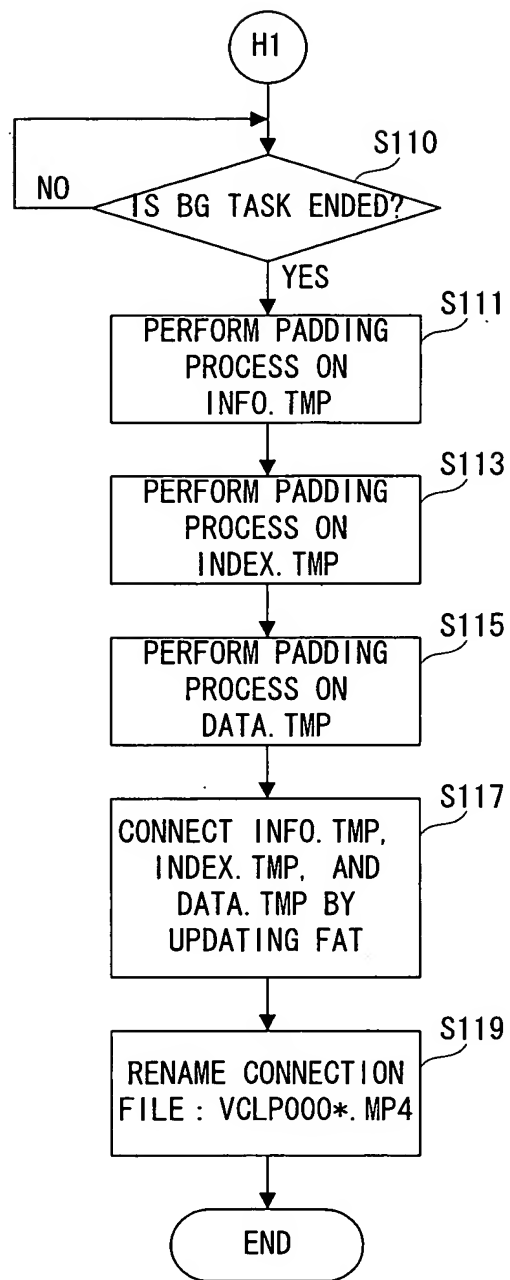 H1
S110
NO
IS BG TASK ENDED?
YES
S111
PERFORM PADDING
PROCESS ON
INFO.TMP
S113
PERFORM PADDING
PROCESS ON
INDEX.TMP
S115
PERFORM PADDING
PROCESS ON
DATA.TMP
S117
CONNECT INFO.TMP,
INDEX.TMP, AND
DATA.TMP BY
UPDATING FAT
S119
RENAME CONNECTION
FILE : VCLP000*.MP4
END